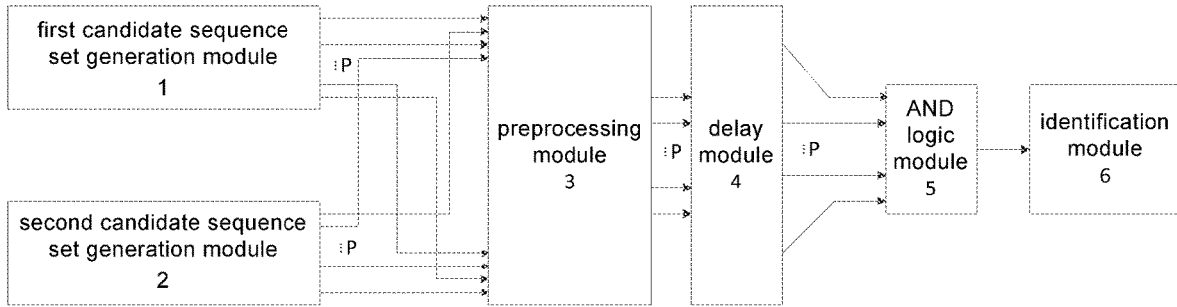 first candidate sequence
set generation module
1
⋮P
second candidate sequence
set generation module
2
⋮P
preprocessing
module
3
⋮P
delay
module
4
⋮P
AND
logic
module
5
identification
module
6